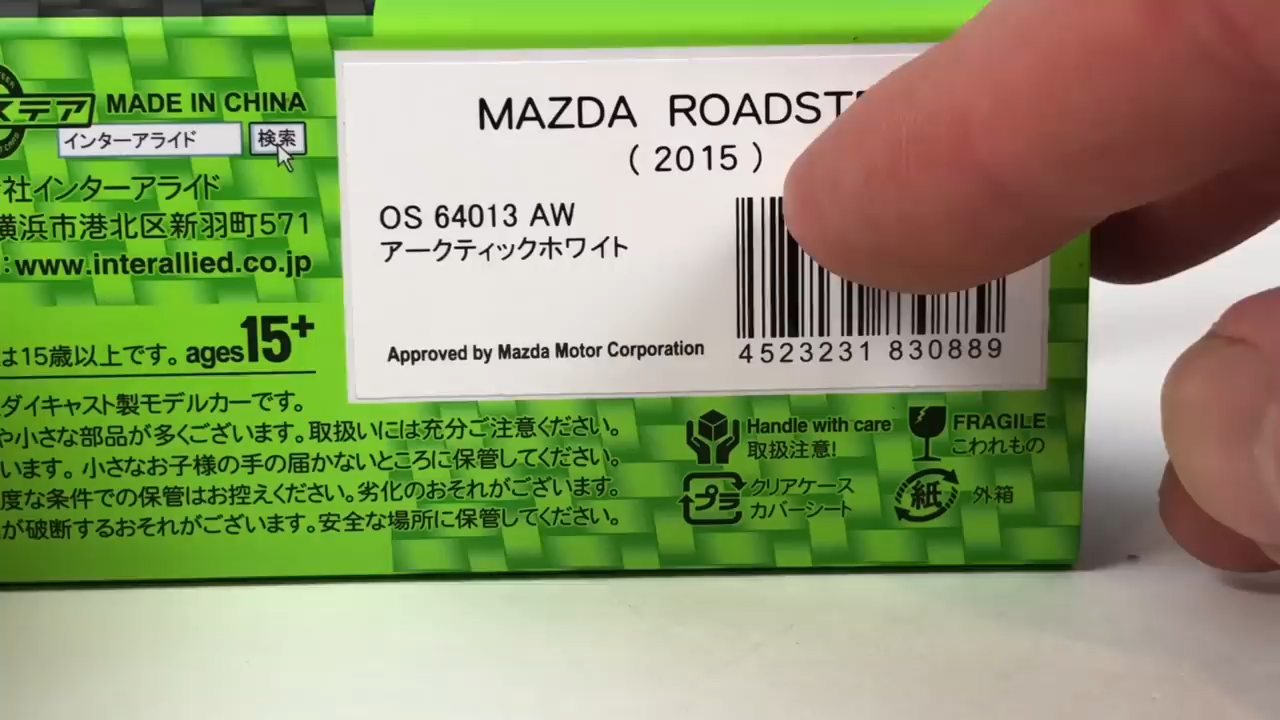 ステア
MADE IN CHINA
インターアライド 検索
社インターアライド
横浜市港北区新羽町571
:www.interallied.co.jp
は15歳以上です。ages15+
ダイキャスト製モデルカーです。
や小さな部品が多くございます。取扱いには充分ご注意ください。
います。小さなお子様の手の届かないところに保管してください。
度な条件での保管はお控えください。劣化のおそれがございます。
が破断するおそれがございます。安全な場所に保管してください。
MAZDA ROADST
(2015)
OS 64013 AW
アークティックホワイト
Approved by Mazda Motor Corporation
4523231 830889
Handle with care
取扱注意!
FRAGILE
こわれもの
プラ
クリアケース
カバーシート
紙
外箱